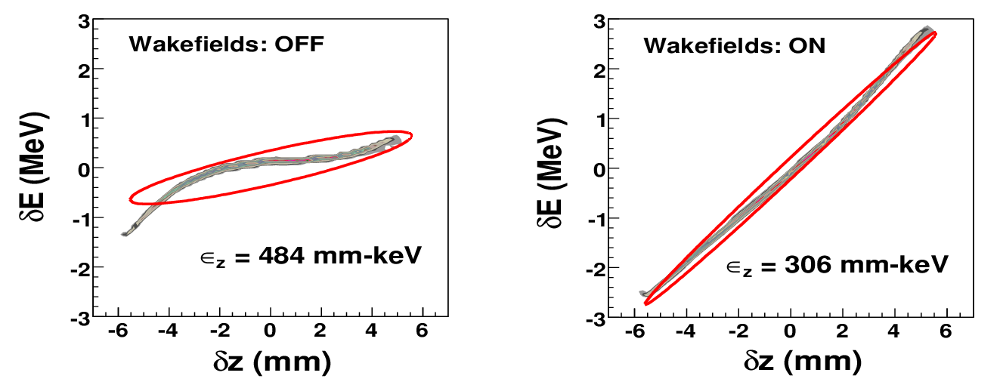 Wakefields: OFF
3
2
1
0
-1
-2
-3
δE (MeV)
ϵz = 484 mm-keV
-6 -4 -2 0 2 4 6
δz (mm)
Wakefields: ON
3
2
1
0
-1
-2
-3
δE (MeV)
ϵz = 306 mm-keV
-6 -4 -2 0 2 4 6
δz (mm)